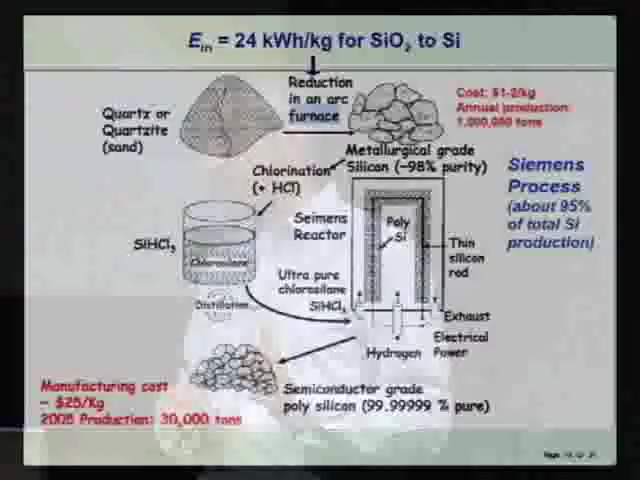 E_in = 24 kWh/kg for SiO2 to Si
Reduction
in an arc
furnace
Cost: $1-2/kg
Annual production:
1,000,000 tons
Quartz or
Quartzite
(sand)
Metallurgical grade
Silicon (~98% purity)
Chlorination
(+ HCl)
Siemens
Process
(about 95%
of total Si
production)
Seimens
Reactor
Poly
Si
SiHCl3
Thin
silicon
rod
Ultra pure
chlorosilane
SiHCl3
Distillation
Exhaust
Electrical
Power
Hydrogen
Manufacturing cost
~ $25/Kg
2005 Production: 30,000 tons
Semiconductor grade
poly silicon (99.99999 % pure)